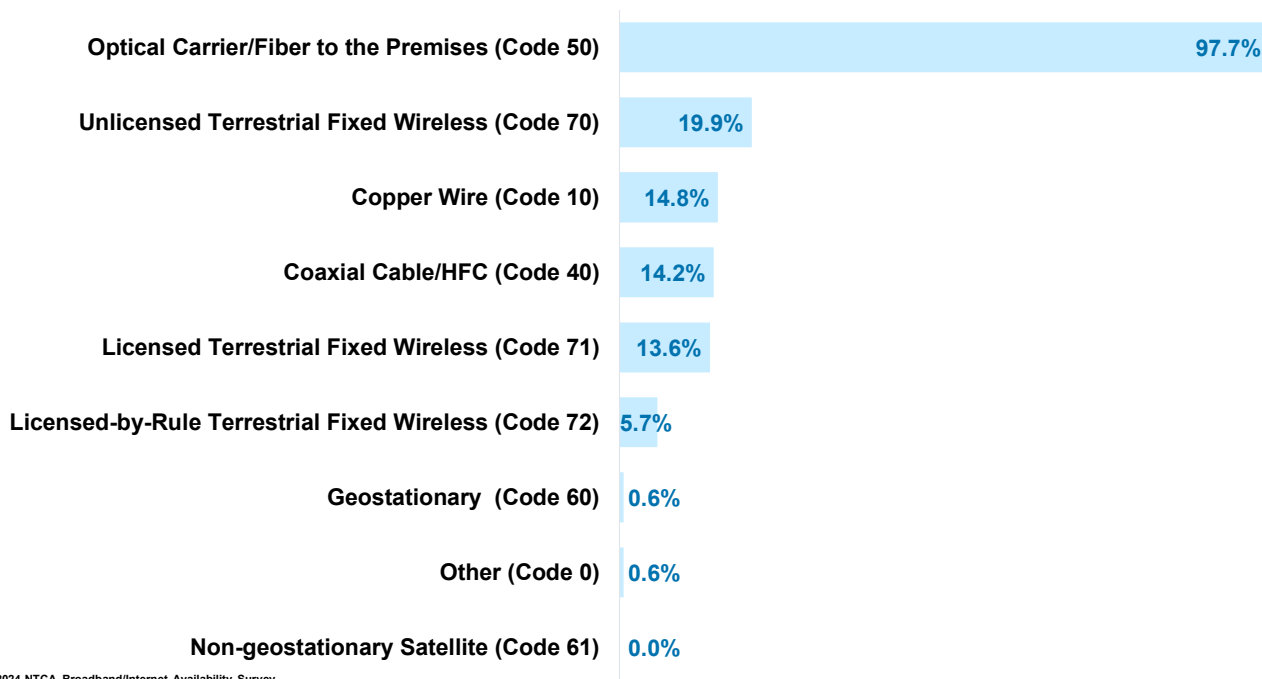 Optical Carrier/Fiber to the Premises (Code 50) 97.7%
Unlicensed Terrestrial Fixed Wireless (Code 70) 19.9%
Copper Wire (Code 10) 14.8%
Coaxial Cable/HFC (Code 40) 14.2%
Licensed Terrestrial Fixed Wireless (Code 71) 13.6%
Licensed-by-Rule Terrestrial Fixed Wireless (Code 72) 5.7%
Geostationary (Code 60) 0.6%
Other (Code 0) 0.6%
Non-geostationary Satellite (Code 61) 0.0%
2024 NTCA Broadband/Internet Availability Survey